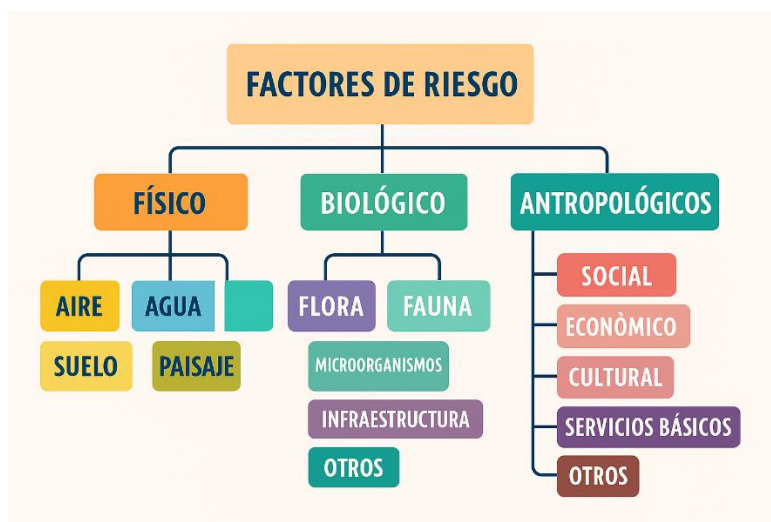 FACTORES DE RIESGO
FÍSICO
BIOLÓGICO
ANTROPOLÓGICOS
AIRE
AGUA
SUELO
PAISAJE
FLORA
FAUNA
MICROORGANISMOS
INFRAESTRUCTURA
OTROS
SOCIAL
ECONÒMICO
CULTURAL
SERVICIOS BÁSICOS
OTROS